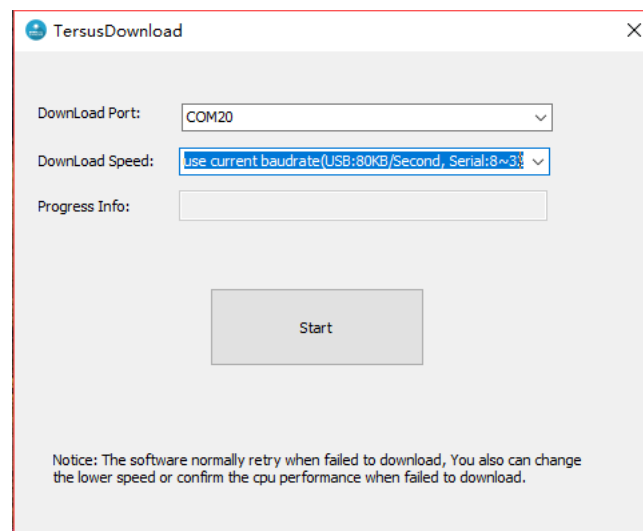 TersusDownload
DownLoad Port:
COM20
DownLoad Speed:
use current baudrate(USB:80KB/Second, Serial:8~3
Progress Info:
Start
Notice: The software normally retry when failed to download, You also can change
the lower speed or confirm the cpu performance when failed to download.